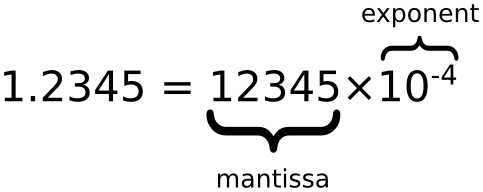 exponent
1.2345 = 12345×10⁻⁴
mantissa